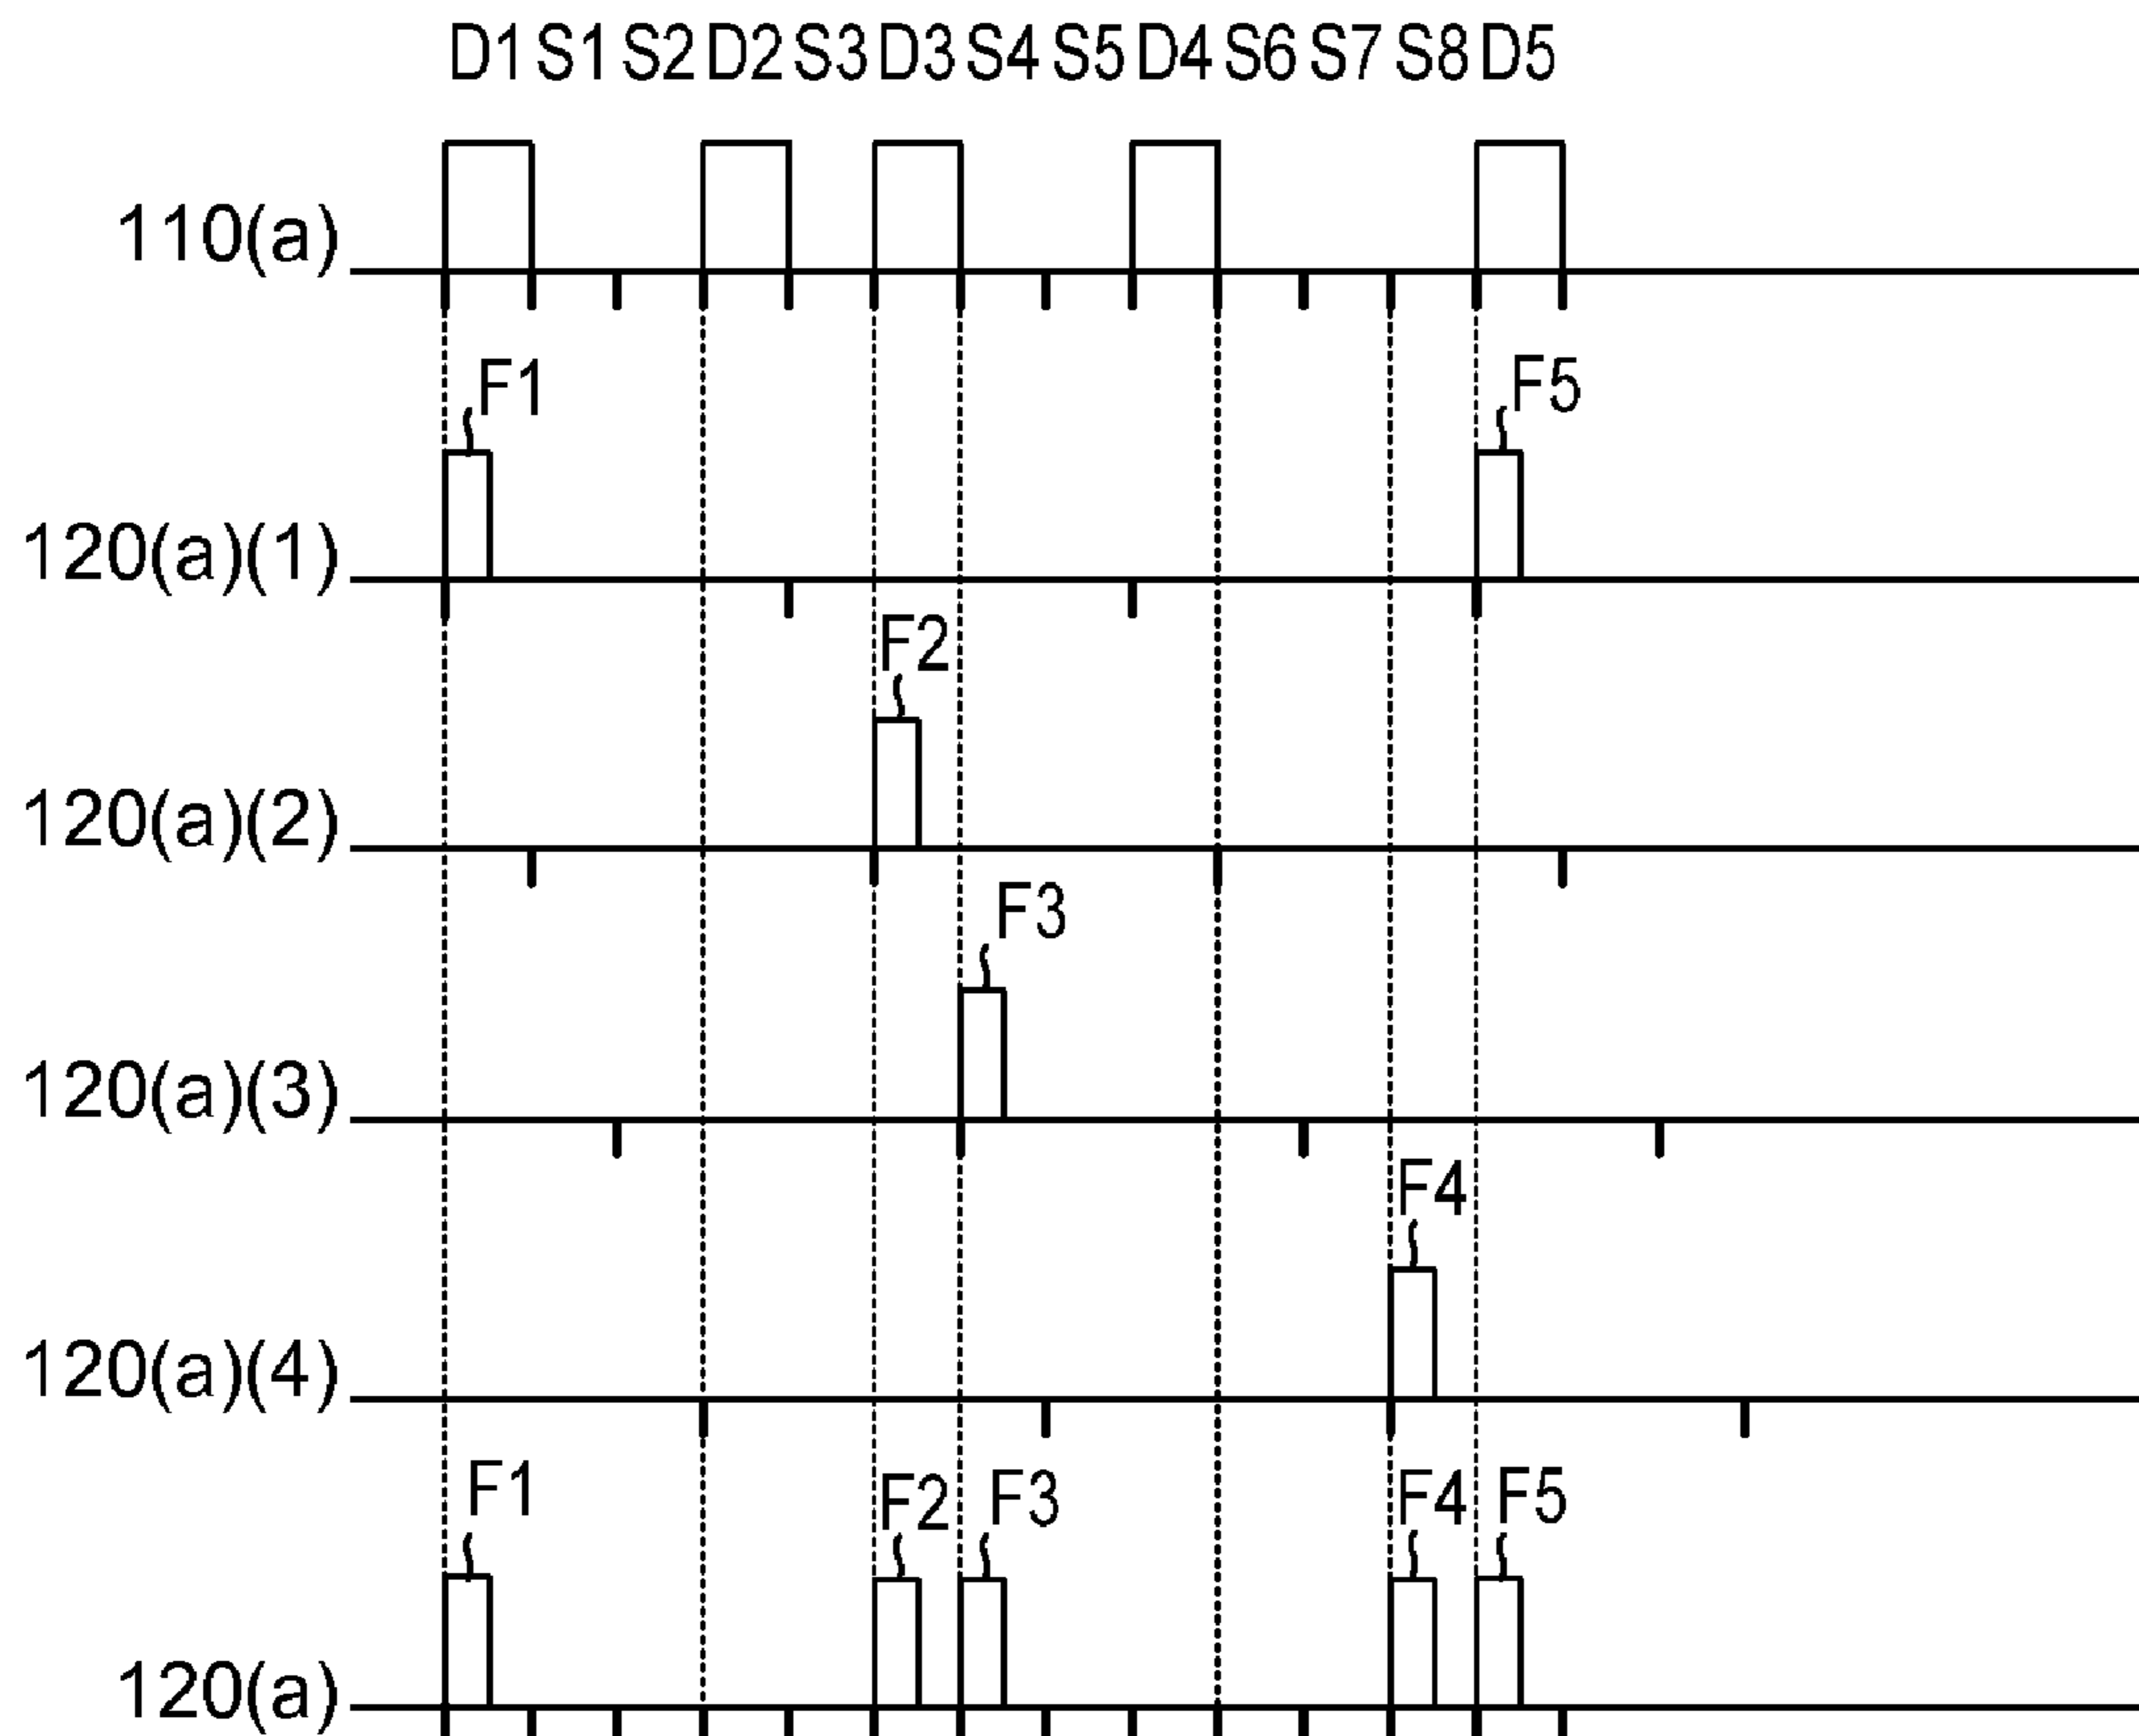 D1 S1 S2 D2 S3 D3 S4 S5 D4 S6 S7 S8 D5
110(a)
F1 F5
120(a)(1)
F2
120(a)(2)
F3
120(a)(3)
F4
120(a)(4)
F1 F2 F3 F4 F5
120(a)